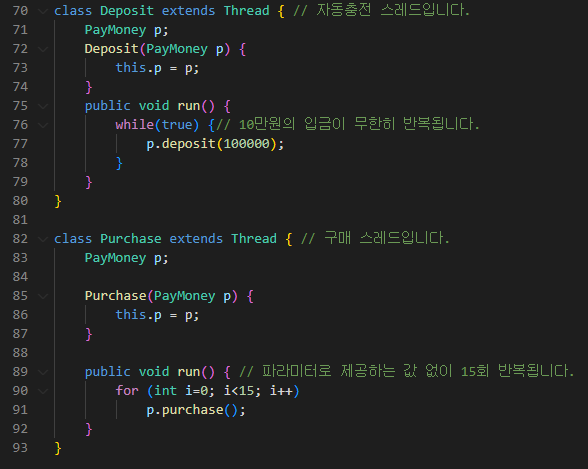 70 class Deposit extends Thread { // 자동충전 스레드입니다.
71     PayMoney p;
72     Deposit(PayMoney p) {
73         this.p = p;
74     }
75     public void run() {
76         while(true) {// 10만원의 입금이 무한히 반복됩니다.
77             p.deposit(100000);
78         }
79     }
80 }
81
82 class Purchase extends Thread { // 구매 스레드입니다.
83     PayMoney p;
84
85     Purchase(PayMoney p) {
86         this.p = p;
87     }
88
89     public void run() { // 파라미터로 제공하는 값 없이 15회 반복됩니다.
90         for (int i=0; i<15; i++)
91             p.purchase();
92     }
93 }